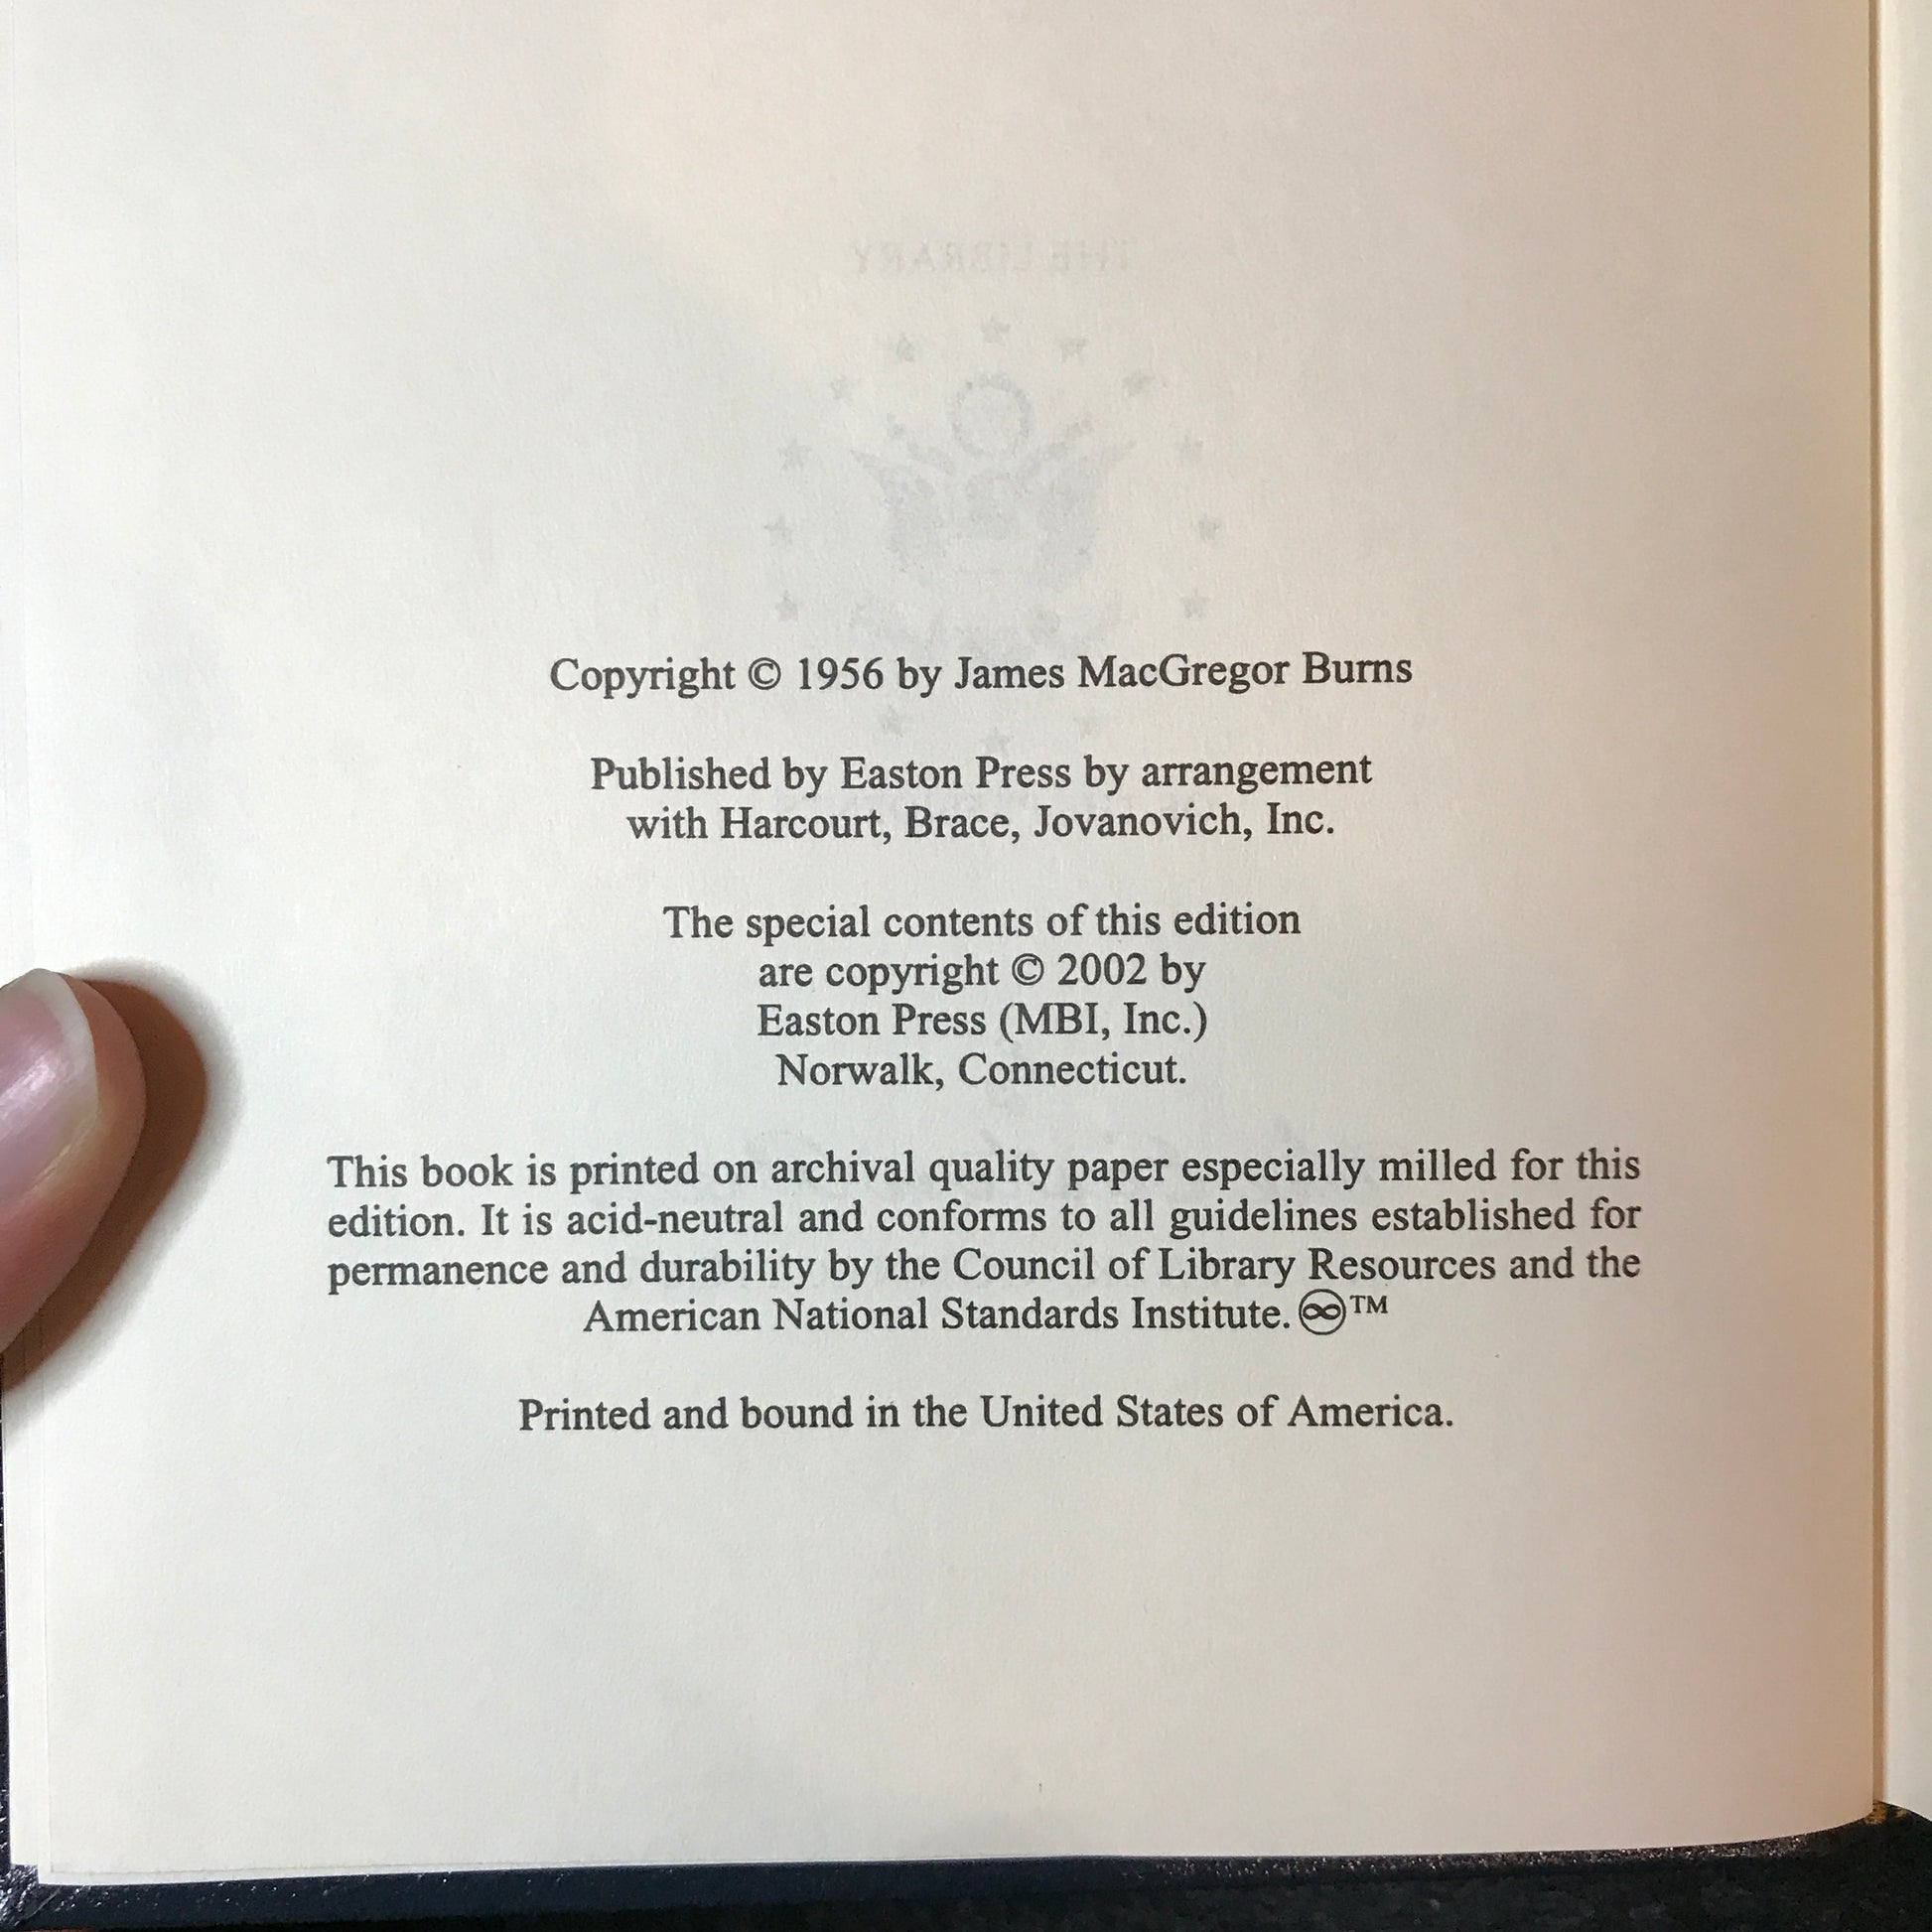 THE LIBRARY
Copyright © 1956 by James MacGregor Burns
Published by Easton Press by arrangement
with Harcourt, Brace, Jovanovich, Inc.
The special contents of this edition
are copyright © 2002 by
Easton Press (MBI, Inc.)
Norwalk, Connecticut.
This book is printed on archival quality paper especially milled for this
edition. It is acid-neutral and conforms to all guidelines established for
permanence and durability by the Council of Library Resources and the
American National Standards Institute. ♾™
Printed and bound in the United States of America.